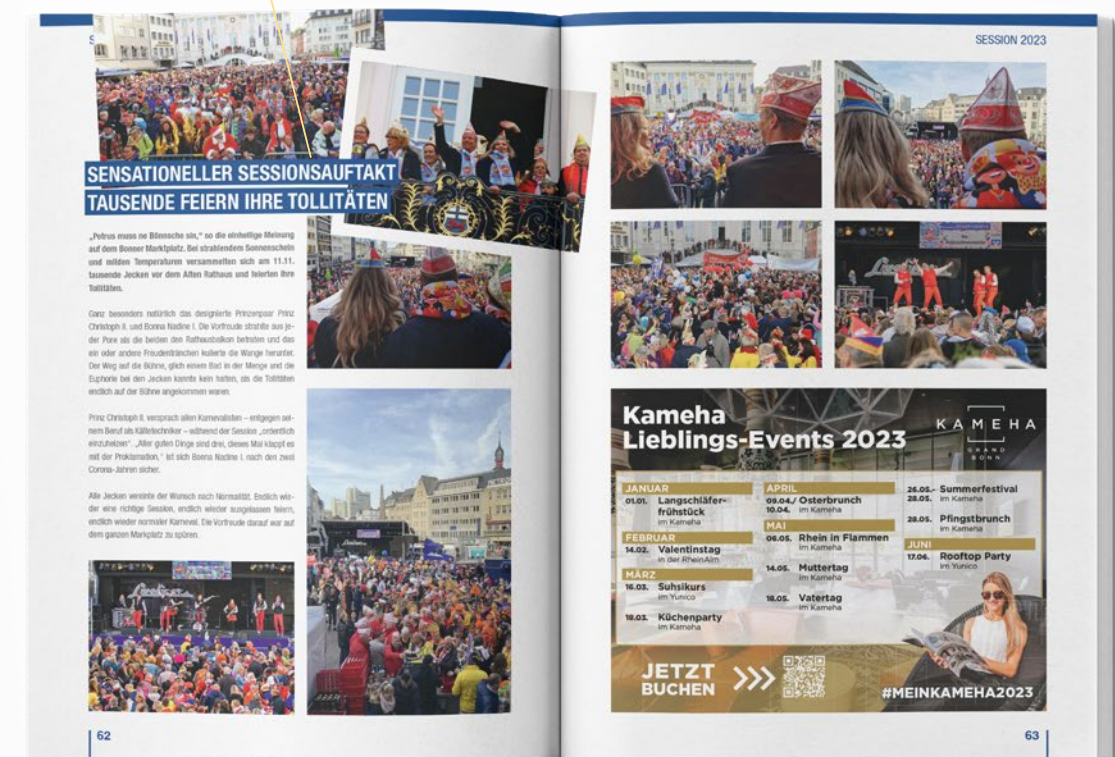 SESSION 2023
SENSATIONELLER SESSIONSAUFTAKT
TAUSENDE FEIERN IHRE TOLLITÄTEN
„Petrus muss ne Bönnsche sin,“ so die einhellige Meinung
auf dem Bonner Marktplatz. Bei strahlendem Sonnenschein
und milden Temperaturen versammelten sich am 11.11.
tausende Jecken vor dem Alten Rathaus und feierten ihre
Tollitäten.
Ganz besonders natürlich das designierte Prinzenpaar Prinz
Christoph II. und Bonna Nadine I. Die Vorfreude strahlte aus je-
der Pore als die beiden den Rathausbalkon betraten und das
ein oder andere Freudentränchen kullerte die Wange herunter.
Der Weg auf die Bühne, glich einem Bad in der Menge und die
Euphorie bei den Jecken kannte kein halten, als die Tollitäten
endlich auf der Bühne angekommen waren.
Prinz Christoph II. versprach allen Karnevalisten – entgegen sei-
nem Beruf als Kältetechniker – während der Session „ordentlich
einzuheizen“. „Aller guten Dinge sind drei, dieses Mal klappt es
mit der Proklamation,“ ist sich Bonna Nadine I. nach den zwei
Corona-Jahren sicher.
Alle Jecken vereinte der Wunsch nach Normalität. Endlich wie-
der eine richtige Session, endlich wieder ausgelassen feiern,
endlich wieder normaler Karneval. Die Vorfreude darauf war auf
dem ganzen Markplatz zu spüren.
62
Kameha
Lieblings-Events 2023
KAMEHA
GRAND
BONN
JANUAR
01.01. Langschläfer-
frühstück
im Kameha
FEBRUAR
14.02. Valentinstag
in der RheinAlm
MÄRZ
16.03. Suhsikurs
im Yunico
18.03. Küchenparty
im Kameha
APRIL
09.04./ Osterbrunch
10.04. im Kameha
MAI
06.05. Rhein in Flammen
im Kameha
14.05. Muttertag
im Kameha
18.05. Vatertag
im Kameha
26.05.- Summerfestival
28.05. im Kameha
28.05. Pfingstbrunch
im Kameha
JUNI
17.06. Rooftop Party
im Yunico
JETZT
BUCHEN
#MEINKAMEHA2023
63